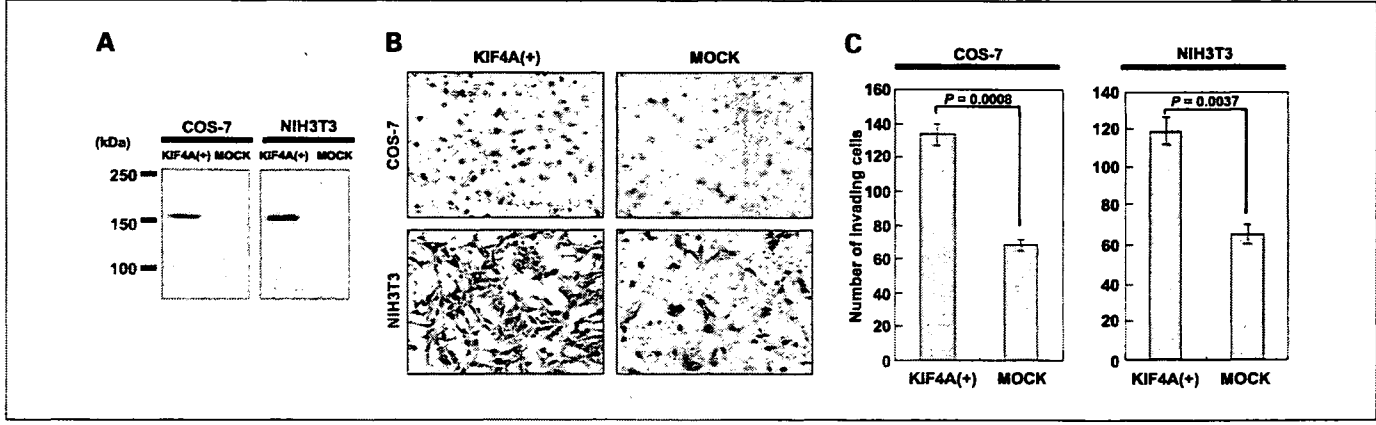 A
COS-7 NIH3T3
(kDa)
KIF4A(+) MOCK KIF4A(+) MOCK
250
150
100
B
KIF4A(+) MOCK
COS-7
NIH3T3
C
COS-7
Number of invading cells
160
140
120
100
80
60
40
20
0
P = 0.0008
KIF4A(+) MOCK
NIH3T3
140
120
100
80
60
40
20
0
P = 0.0037
KIF4A(+) MOCK